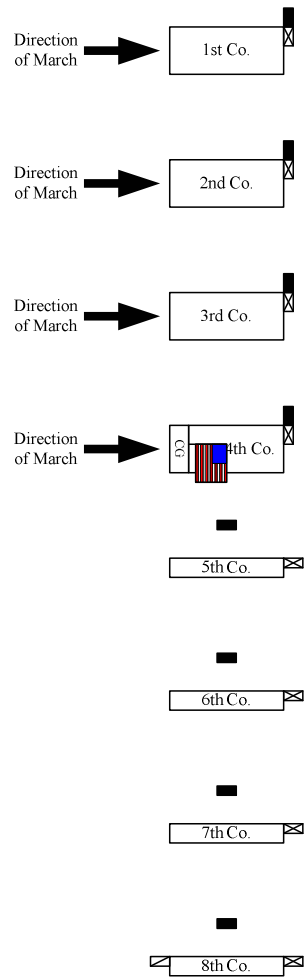 Direction
of March
1st Co.
Direction
of March
2nd Co.
Direction
of March
3rd Co.
Direction
of March
CG
4th Co.
5th Co.
6th Co.
7th Co.
8th Co.